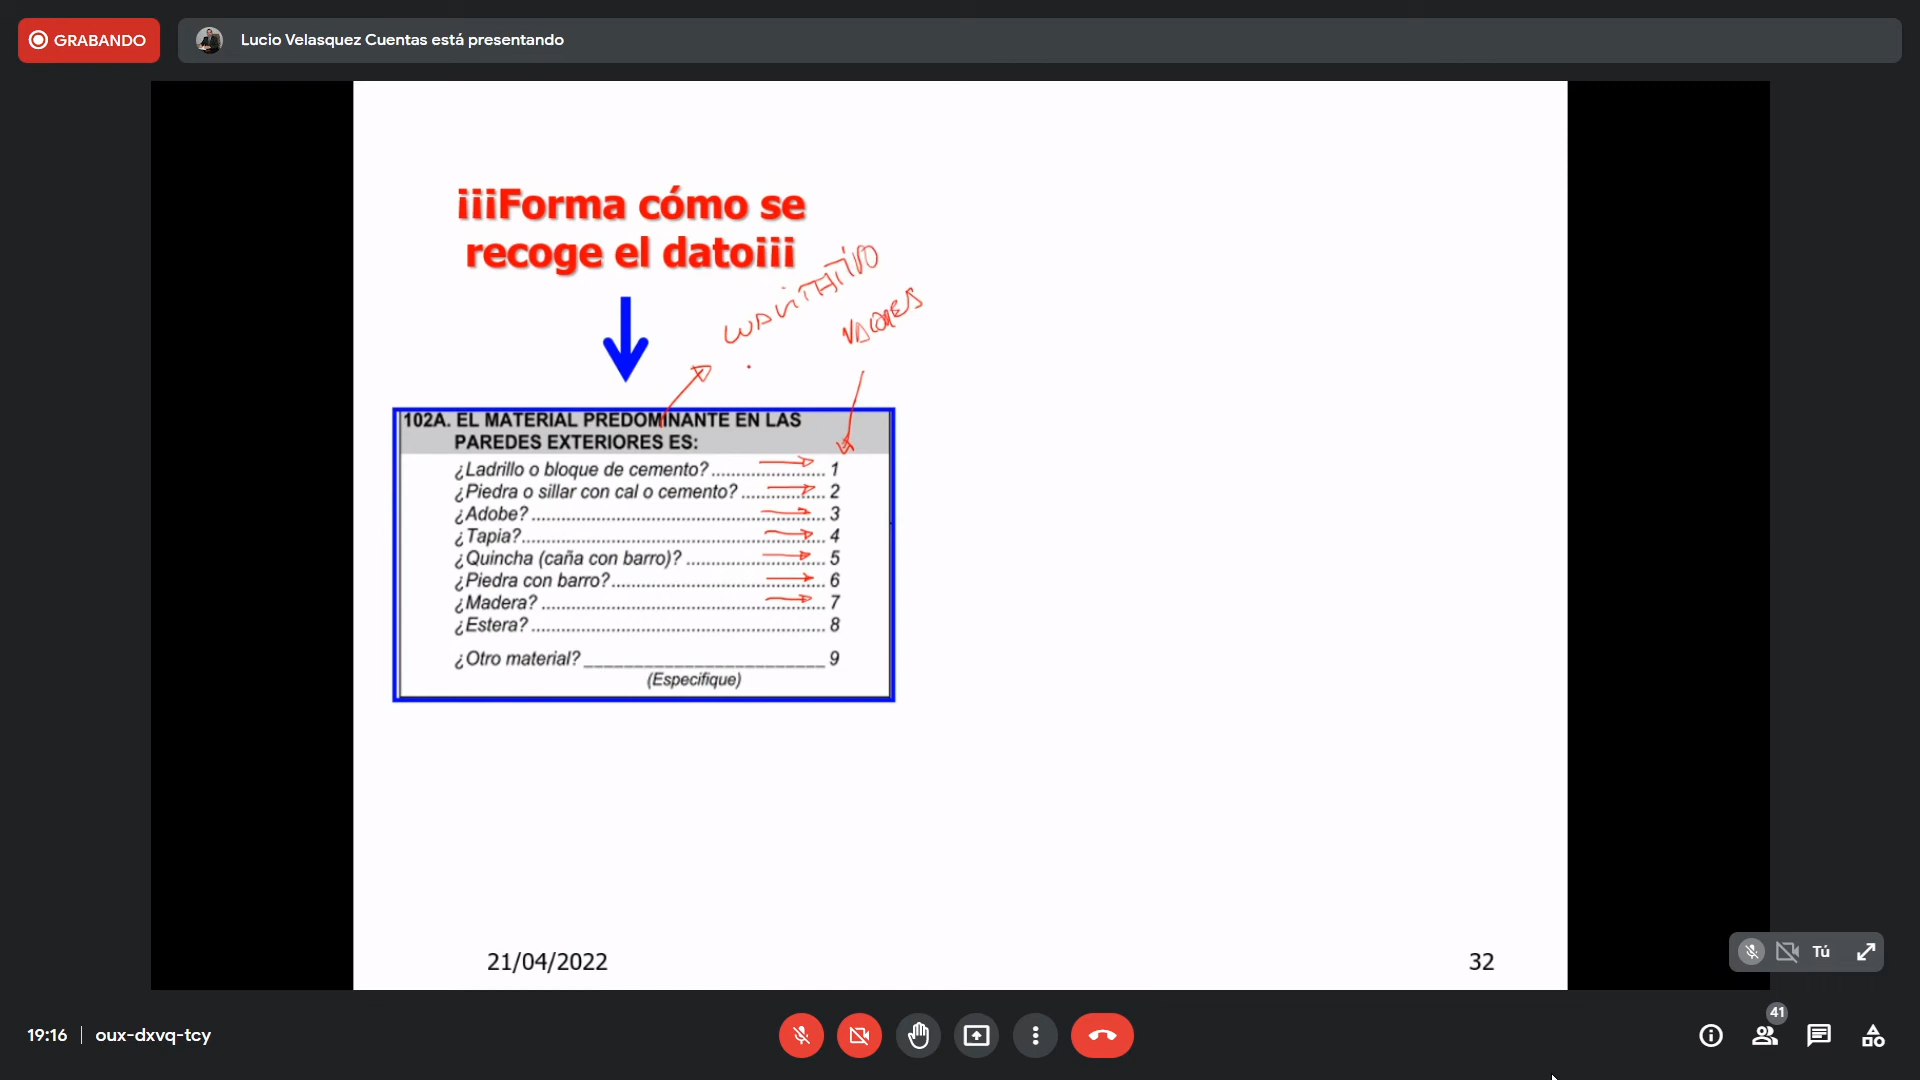 GRABANDO
Lucio Velasquez Cuentas está presentando
¡¡¡Forma cómo se
recoge el dato¡¡¡
CUALITATIVO
VALORES
102A. EL MATERIAL PREDOMINANTE EN LAS
PAREDES EXTERIORES ES:
¿Ladrillo o bloque de cemento? ...................... 1
¿Piedra o sillar con cal o cemento? ................ 2
¿Adobe? ....................................................... 3
¿Tapia?......................................................... 4
¿Quincha (caña con barro)? .......................... 5
¿Piedra con barro?........................................ 6
¿Madera? ..................................................... 7
¿Estera? ....................................................... 8
¿Otro material? ________________________ 9
(Especifique)
21/04/2022
32
Tú
41
19:16 | oux-dxvq-tcy